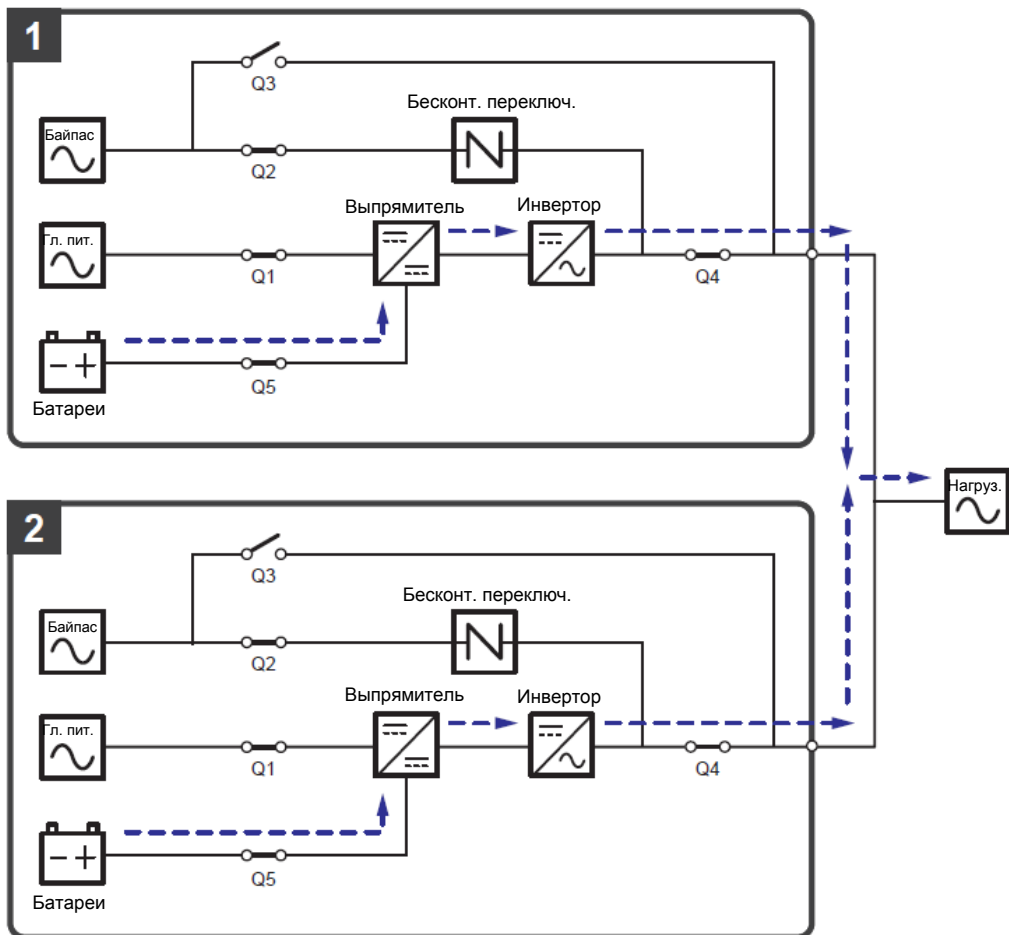 1
Q3
Бесконт. переключ.
Байпас
Q2
Выпрямитель
Инвертор
Гл. пит.
Q1
Q4
Q5
Батареи
Нагруз.
2
Q3
Бесконт. переключ.
Байпас
Q2
Выпрямитель
Инвертор
Гл. пит.
Q1
Q4
Q5
Батареи